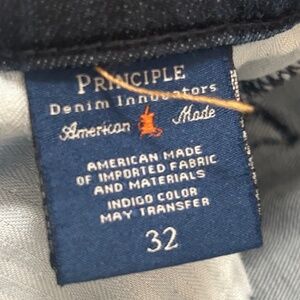 PRINCIPLE
Denim Innovators
American Made
AMERICAN MADE
OF IMPORTED FABRIC
AND MATERIALS
INDIGO COLOR
MAY TRANSFER
32